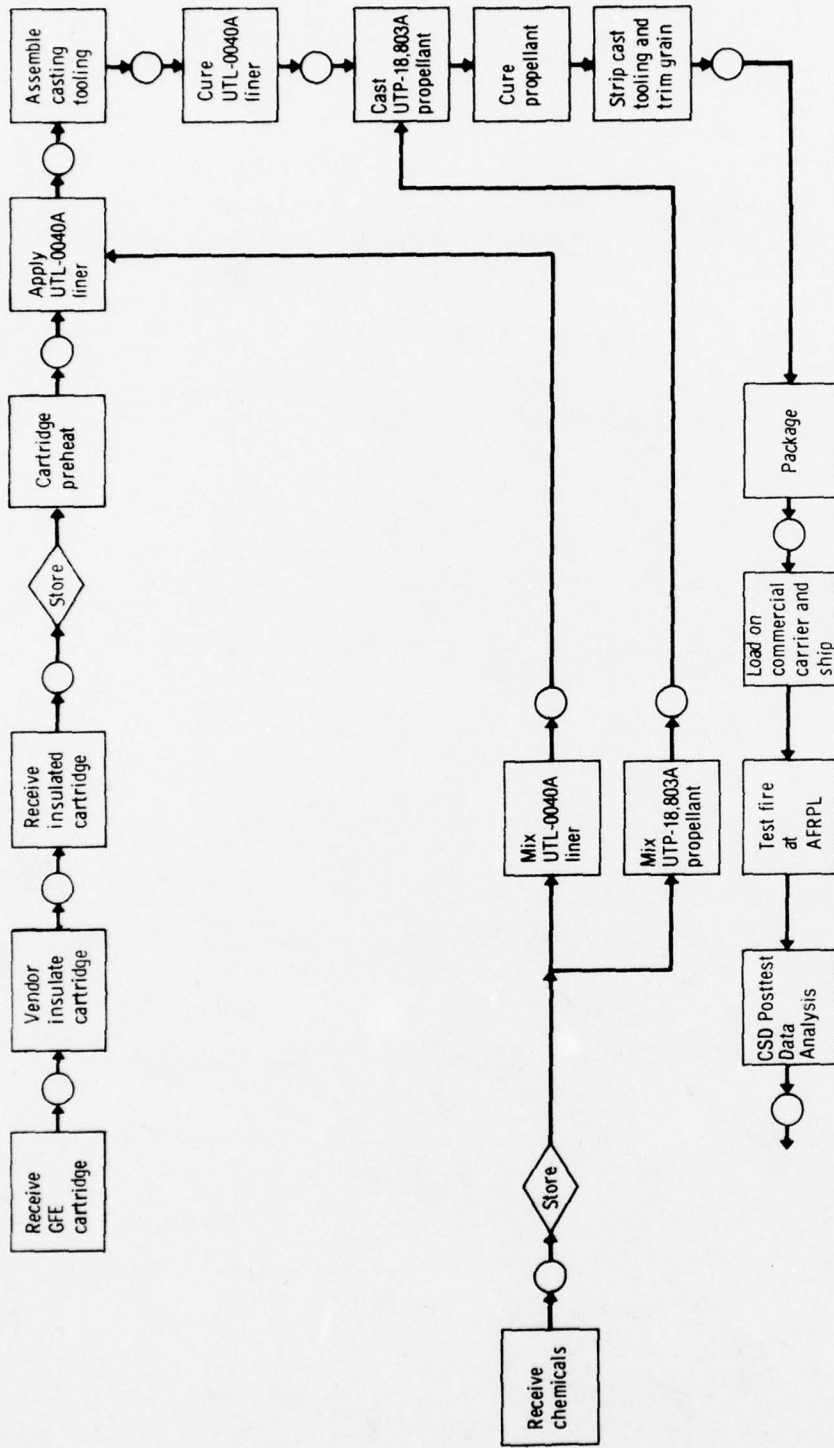 Receive
GFE
cartridge
Vendor
insulate
cartridge
Receive
insulated
cartridge
Store
Cartridge
preheat
Apply
UTL-0040A
liner
Assemble
casting
tooling
Cure
UTL-0040A
liner
Cast
UTP-18,803A
propellant
Cure
propellant
Strip cast
tooling and
trim grain
Receive
chemicals
Store
Mix
UTL-0040A
liner
Mix
UTP-18,803A
propellant
Package
Load on
commercial
carrier and
ship
Test fire
at
AFRPL
CSD Posttest
Data
Analysis